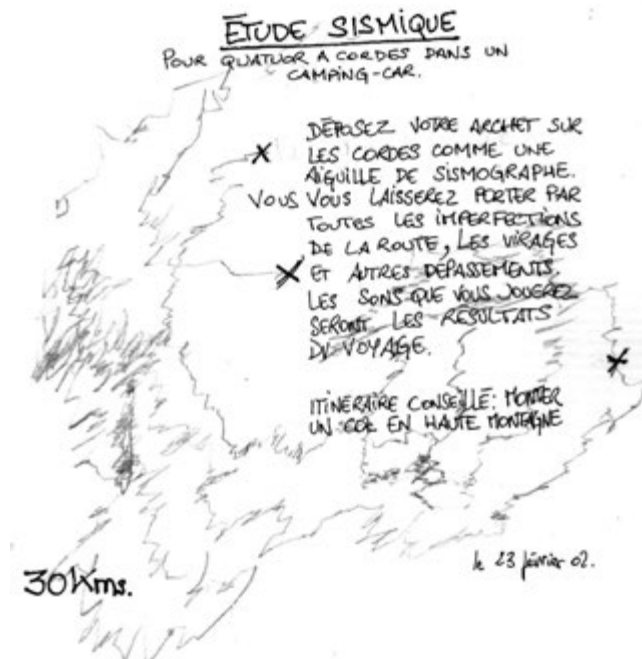 ÉTUDE SISMIQUE
POUR QUATUOR A CORDES DANS UN
CAMPING-CAR.
DÉPOSEZ VOTRE ARCHET SUR
LES CORDES COMME UNE
AIGUILLE DE SISMOGRAPHE.
VOUS VOUS LAISSEREZ PORTER PAR
TOUTES LES IMPERFECTIONS
DE LA ROUTE, LES VIRAGES
ET AUTRES DÉPASSEMENTS.
LES SONS QUE VOUS JOUEREZ
SERONT LES RESULTATS
DU VOYAGE.
ITINERAIRE CONSEILLÉ: MONTER
UN COL EN HAUTE MONTAGNE
le 23 février 02.
30Kms.